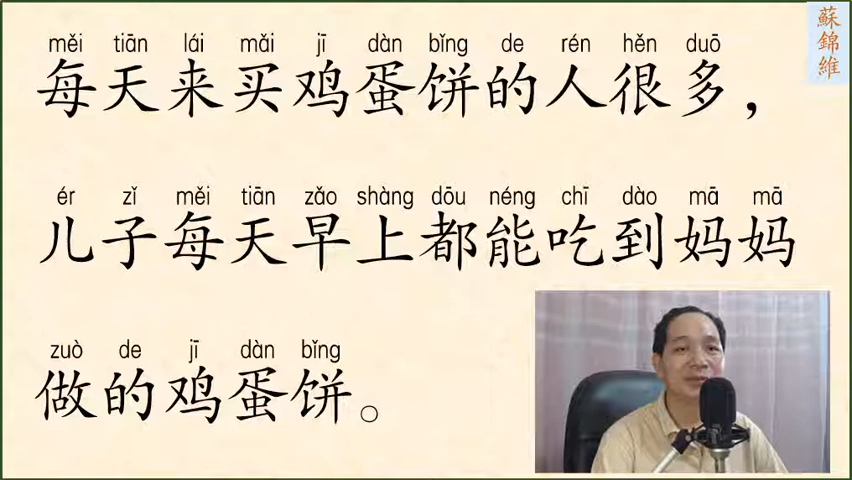 měi tiān lái mǎi jī dàn bǐng de rén hěn duō
每天来买鸡蛋饼的人很多，
ér zǐ měi tiān zǎo shàng dōu néng chī dào mā mā
儿子每天早上都能吃到妈妈
zuò de jī dàn bǐng
做的鸡蛋饼。
蘇錦維